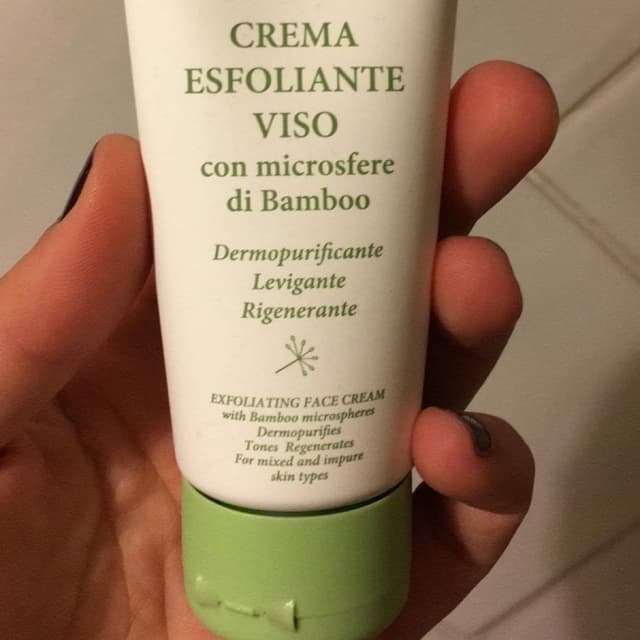 CREMA
ESFOLIANTE
VISO
con microsfere
di Bamboo
Dermopurificante
Levigante
Rigenerante
EXFOLIATING FACE CREAM
with Bamboo microspheres
Dermopurifies
Tones Regenerates
For mixed and impure
skin types